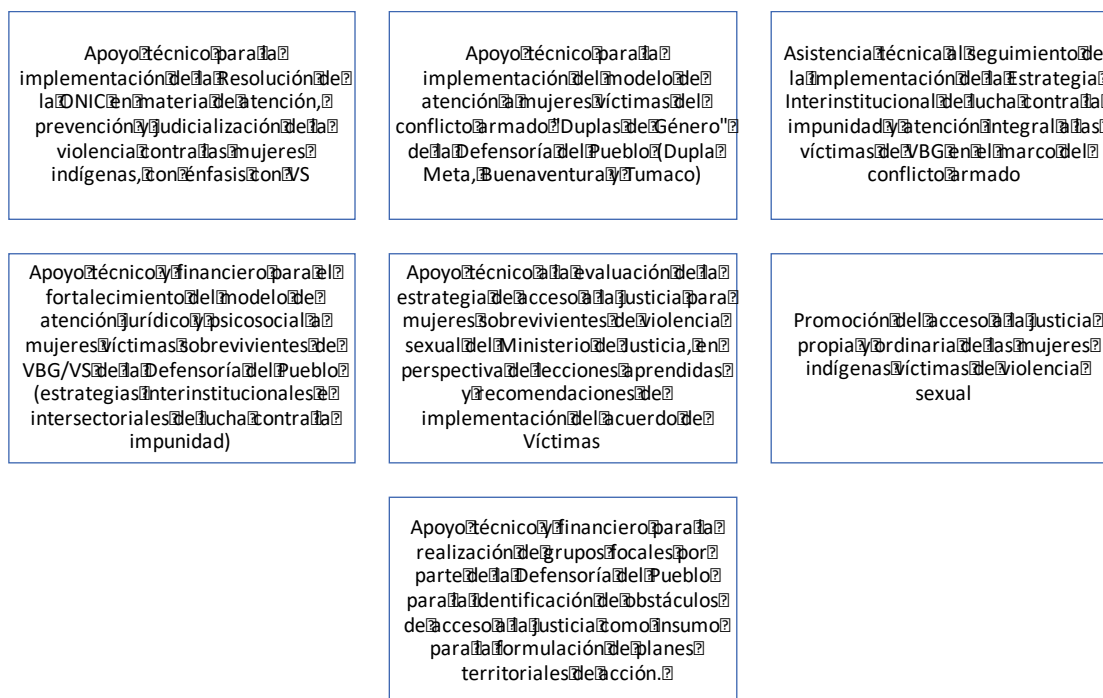 Apoyo técnico para la
implementación de la Resolución de
la ONIC en materia de atención,
prevención y judicialización de la
violencia contra las mujeres
indígenas, con énfasis con VS
Apoyo técnico para la
implementación del modelo de
atención a mujeres víctimas del
conflicto armado "Duplas de Género"
de la Defensoría del Pueblo (Dupla
Meta, Buenaventura y Tumaco)
Asistencia técnica al seguimiento de
la implementación de la Estrategia
Interinstitucional de lucha contra la
impunidad y atención integral a las
víctimas de VBG en el marco del
conflicto armado
Apoyo técnico y financiero para el
fortalecimiento del modelo de
atención jurídico y psicosocial a
mujeres víctimas sobrevivientes de
VBG/VS de la Defensoría del Pueblo
(estrategias interinstitucionales e
intersectoriales de lucha contra la
impunidad)
Apoyo técnico a la evaluación de la
estrategia de acceso a la justicia para
mujeres sobrevivientes de violencia
sexual del Ministerio de Justicia, en
perspectiva de lecciones aprendidas
y recomendaciones de
implementación del acuerdo de
Víctimas
Promoción del acceso a la justicia
propia y ordinaria de las mujeres
indígenas víctimas de violencia
sexual
Apoyo técnico y financiero para la
realización de grupos focales por
parte de la Defensoría del Pueblo
para la identificación de obstáculos
de acceso a la justicia como insumo
para la formulación de planes
territoriales de acción.